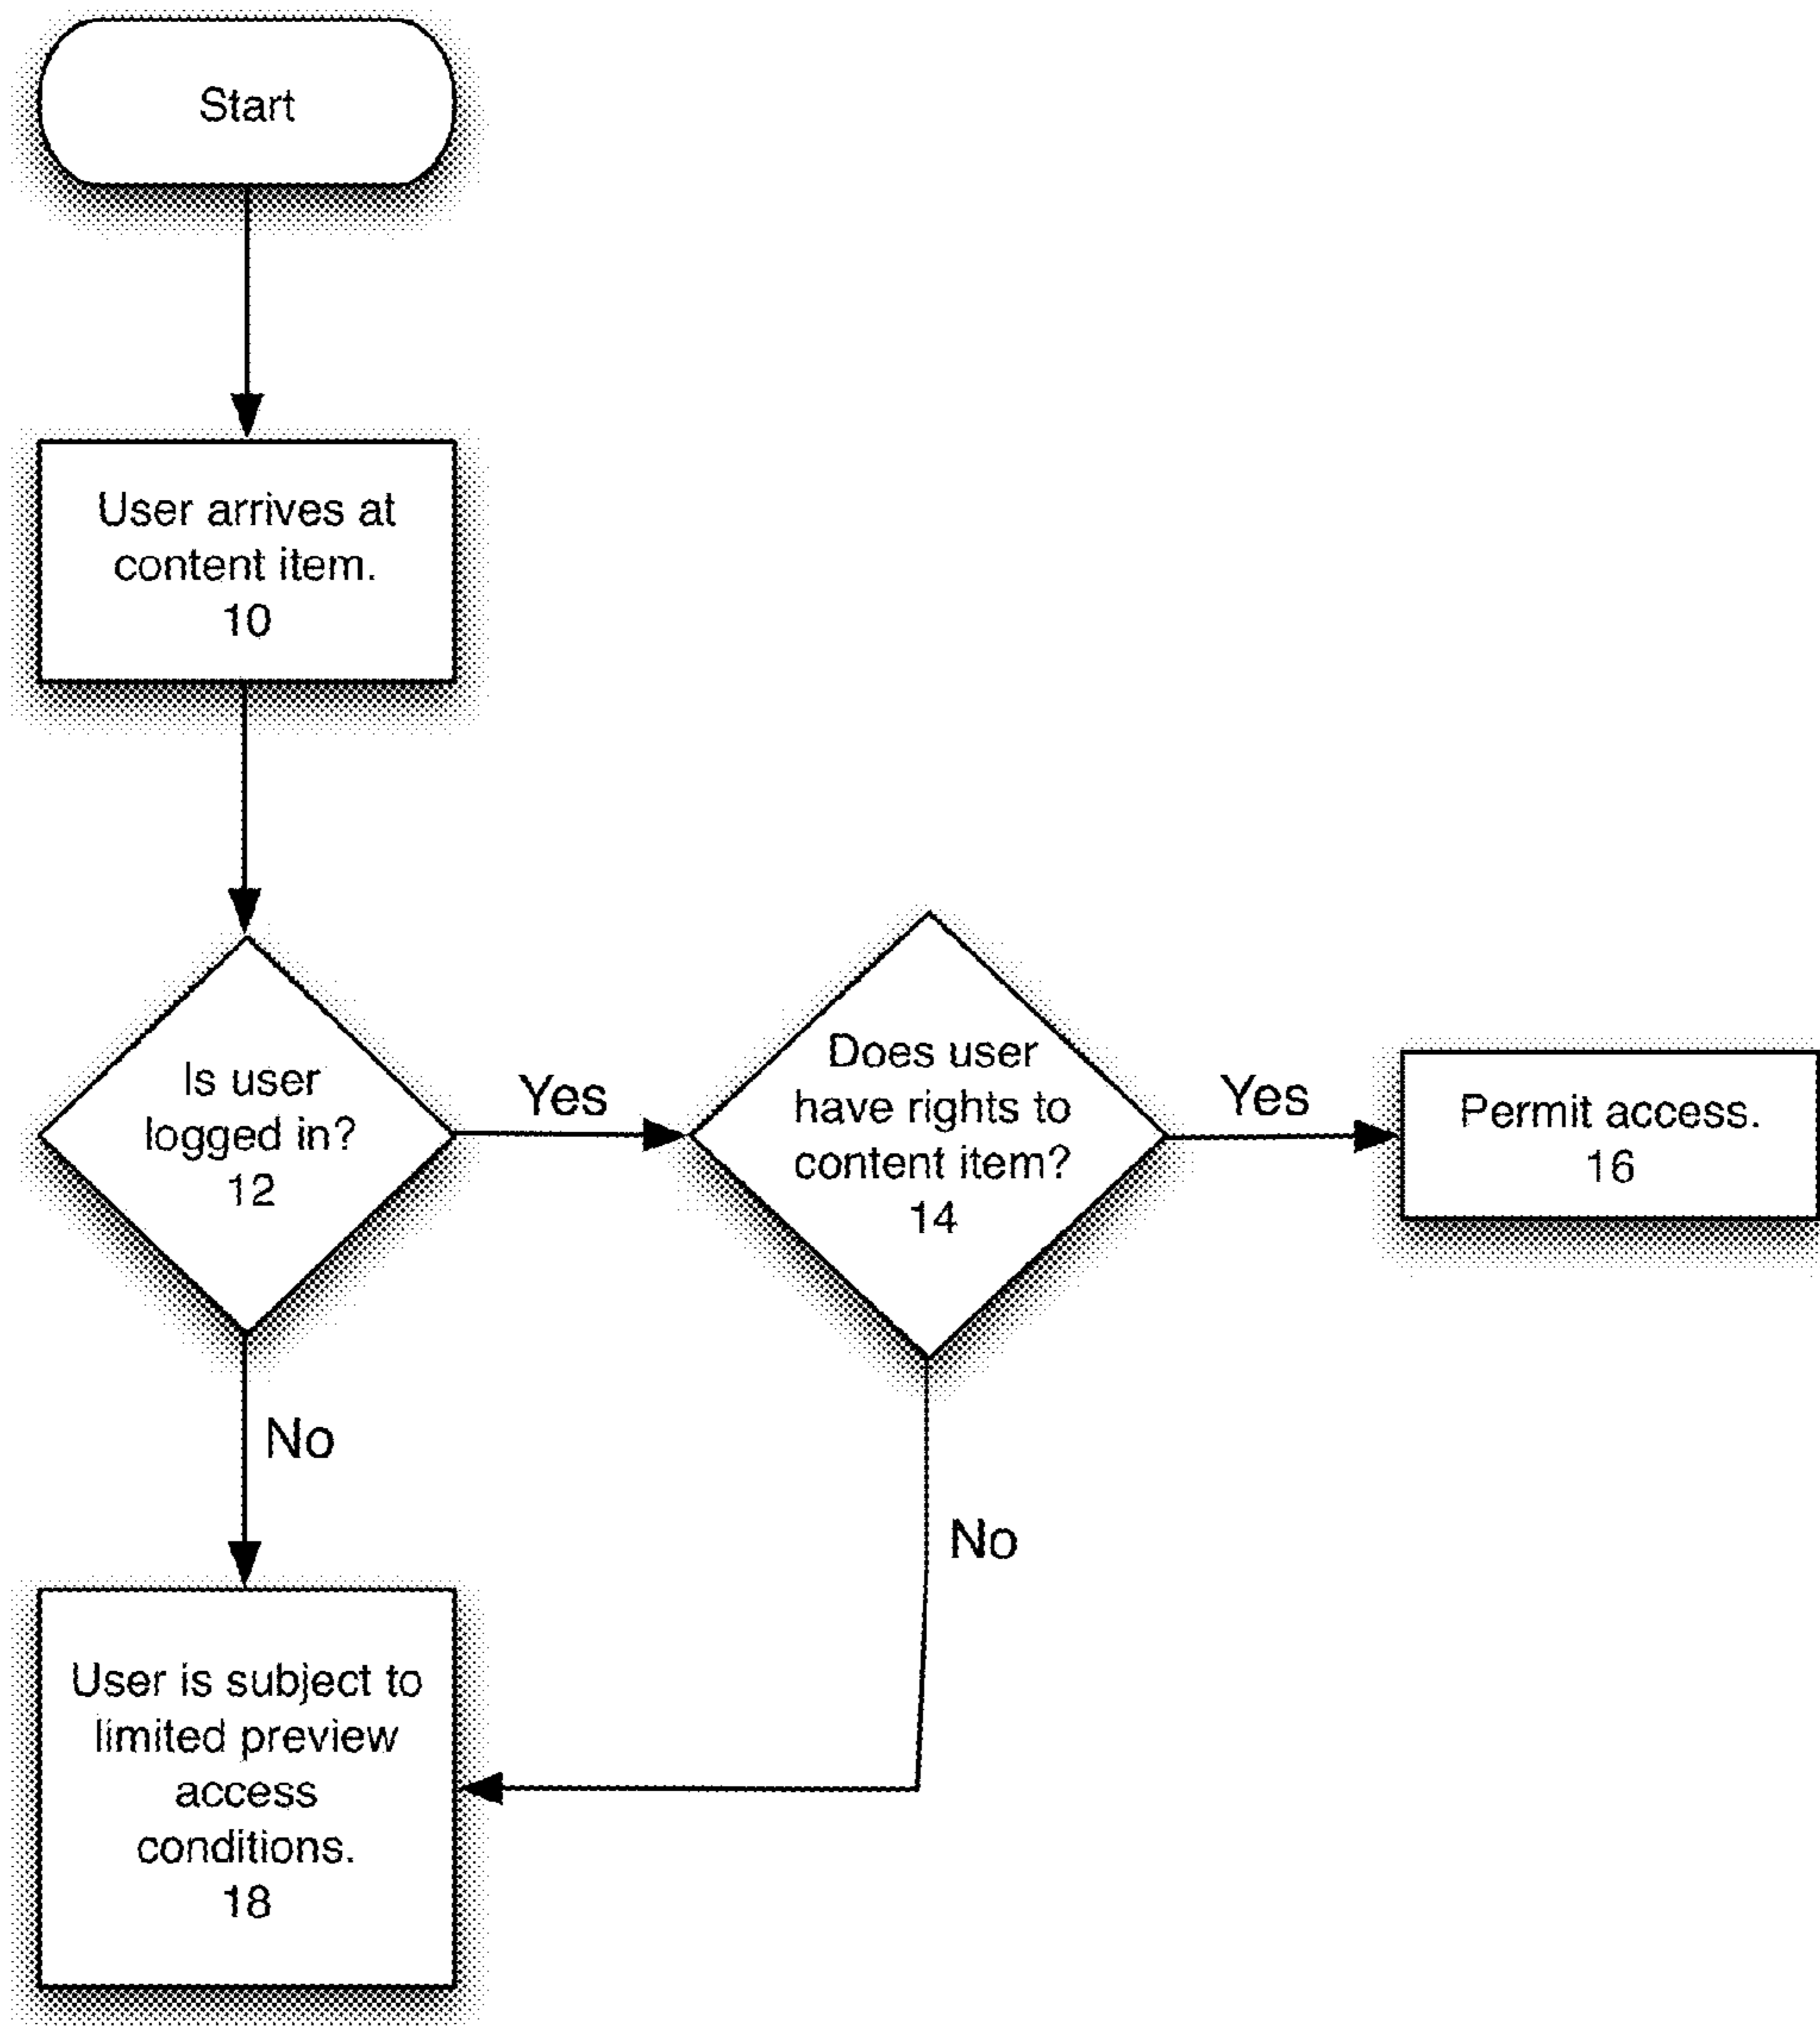 Start
User arrives at
content item.
10
Is user
logged in?
12
Yes
Does user
have rights to
content item?
14
Yes
Permit access.
16
No
No
User is subject to
limited preview
access
conditions.
18